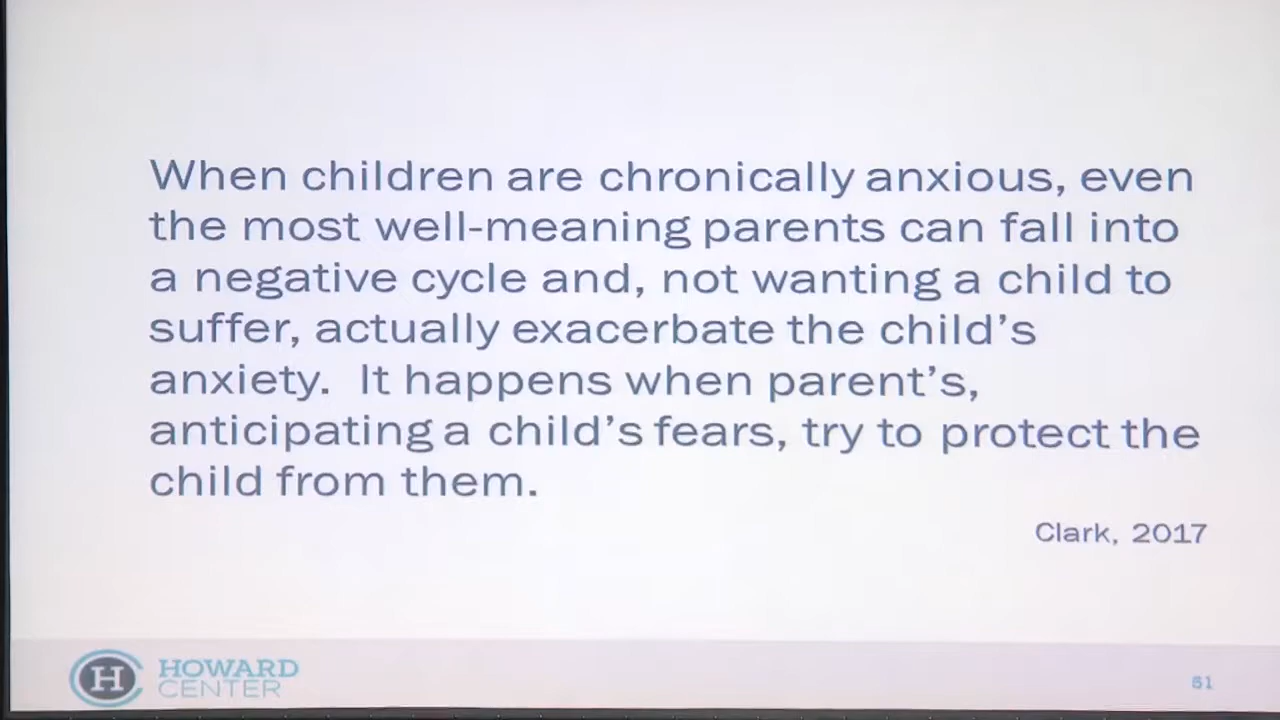 When children are chronically anxious, even
the most well-meaning parents can fall into
a negative cycle and, not wanting a child to
suffer, actually exacerbate the child’s
anxiety.  It happens when parent’s,
anticipating a child’s fears, try to protect the
child from them.
Clark, 2017
H
HOWARD
CENTER
61